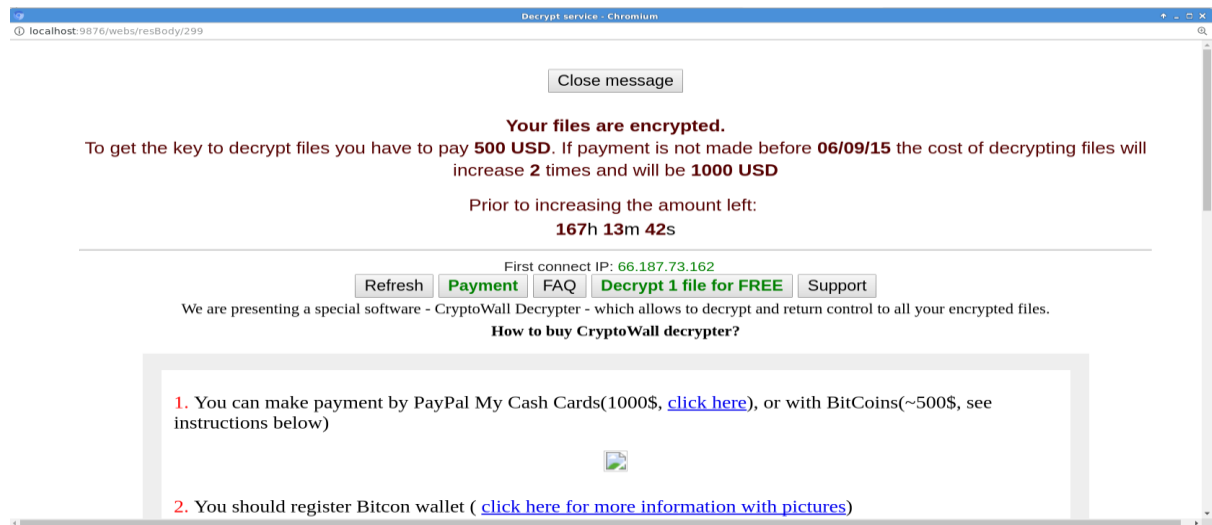 Decrypt service - Chromium
localhost:9876/webs/resBody/299
Close message
Your files are encrypted.
To get the key to decrypt files you have to pay 500 USD. If payment is not made before 06/09/15 the cost of decrypting files will
increase 2 times and will be 1000 USD
Prior to increasing the amount left:
167h 13m 42s
First connect IP: 66.187.73.162
Refresh Payment FAQ Decrypt 1 file for FREE Support
We are presenting a special software - CryptoWall Decrypter - which allows to decrypt and return control to all your encrypted files.
How to buy CryptoWall decrypter?
1. You can make payment by PayPal My Cash Cards(1000$, click here), or with BitCoins(~500$, see
instructions below)
2. You should register Bitcon wallet ( click here for more information with pictures)